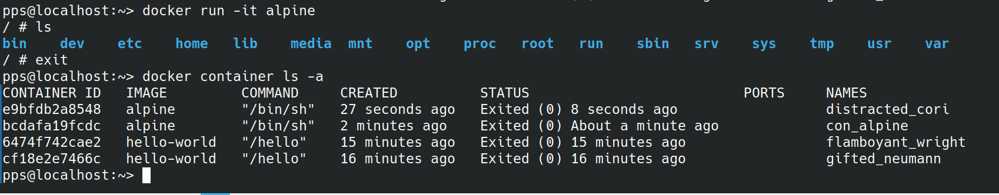 pps@localhost:~> docker run -it alpine
/ # ls
bin    dev    etc    home   lib    media  mnt    opt    proc   root   run    sbin   srv    sys    tmp    usr    var
/ # exit
pps@localhost:~> docker container ls -a
CONTAINER ID   IMAGE         COMMAND     CREATED          STATUS                          PORTS     NAMES
e9bfdb2a8548   alpine        "/bin/sh"   27 seconds ago   Exited (0) 8 seconds ago                  distracted_cori
bcdafa19fcdc   alpine        "/bin/sh"   2 minutes ago    Exited (0) About a minute ago             con_alpine
6474f742cae2   hello-world   "/hello"    15 minutes ago   Exited (0) 15 minutes ago                 flamboyant_wright
cf18e2e7466c   hello-world   "/hello"    16 minutes ago   Exited (0) 16 minutes ago                 gifted_neumann
pps@localhost:~>